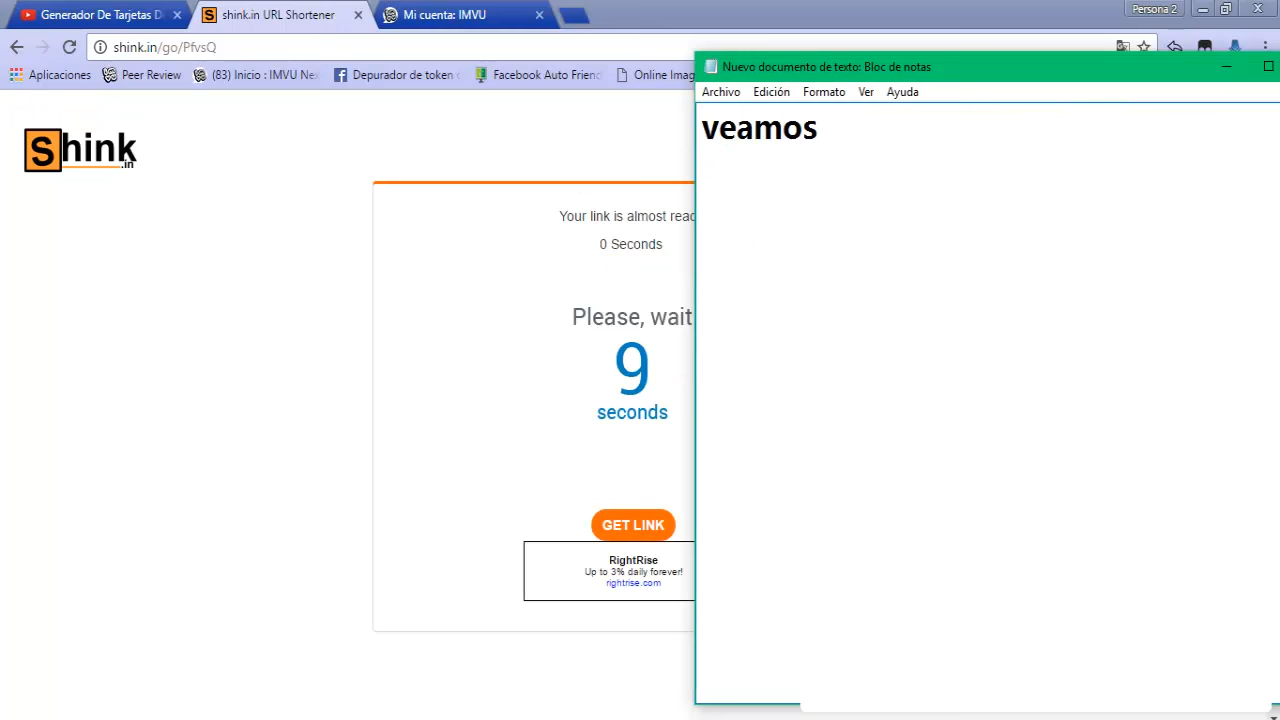 Generador De Tarjetas D
shink.in URL Shortener
Mi cuenta: IMVU
Persona 2
shink.in/go/PfvsQ
Aplicaciones
Peer Review
(83) Inicio : IMVU Nex
Depurador de token
Facebook Auto Frien
Online Imag
Nuevo documento de texto: Bloc de notas
Archivo Edición Formato Ver Ayuda
veamos
Shink
.in
Your link is almost read
0 Seconds
Please, wait
9
seconds
GET LINK
RightRise
Up to 3% daily forever!
rightrise.com